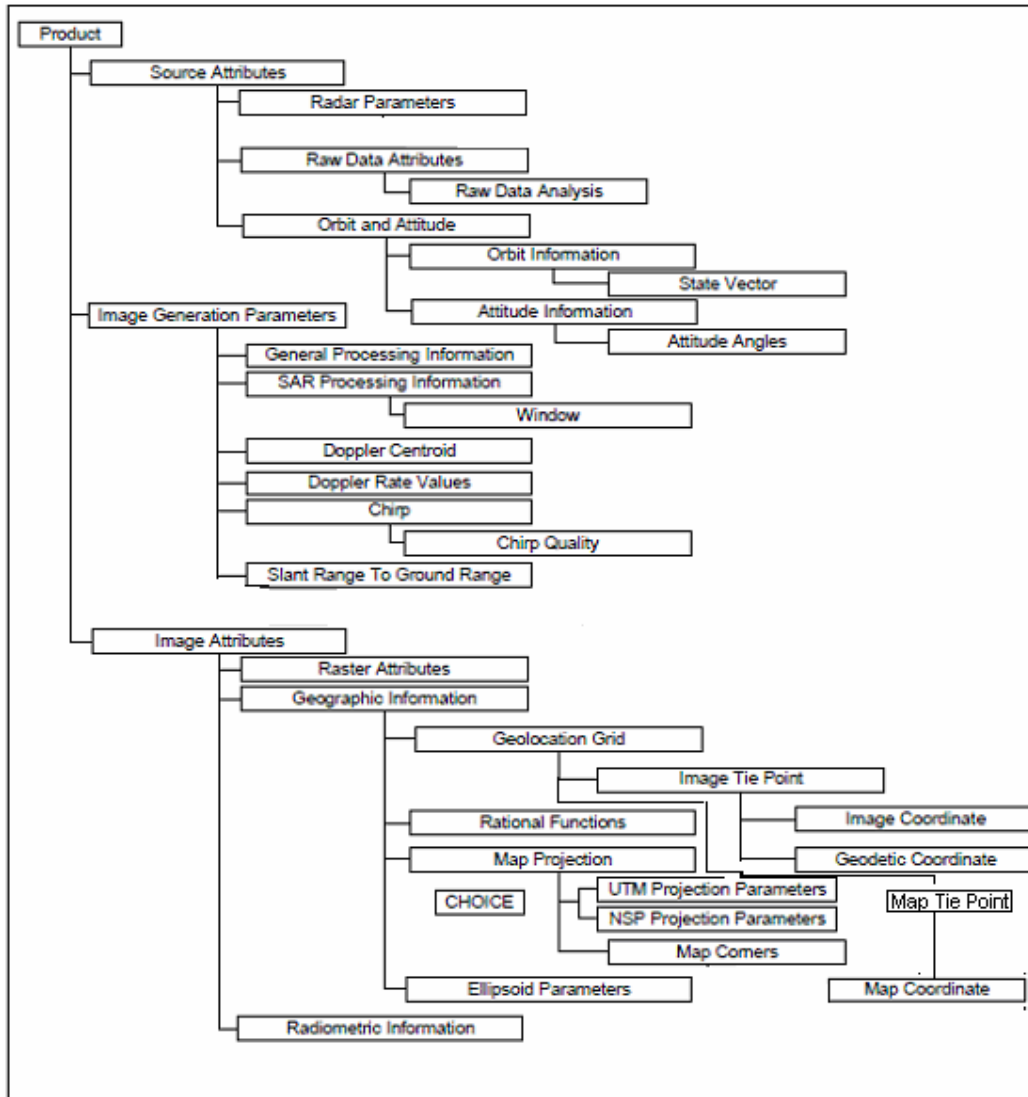 Product
Source Attributes
Radar Parameters
Raw Data Attributes
Raw Data Analysis
Orbit and Attitude
Orbit Information
State Vector
Attitude Information
Attitude Angles
Image Generation Parameters
General Processing Information
SAR Processing Information
Window
Doppler Centroid
Doppler Rate Values
Chirp
Chirp Quality
Slant Range To Ground Range
Image Attributes
Raster Attributes
Geographic Information
Geolocation Grid
Image Tie Point
Image Coordinate
Geodetic Coordinate
Rational Functions
Map Projection
CHOICE
UTM Projection Parameters
NSP Projection Parameters
Map Tie Point
Map Corners
Map Coordinate
Ellipsoid Parameters
Radiometric Information